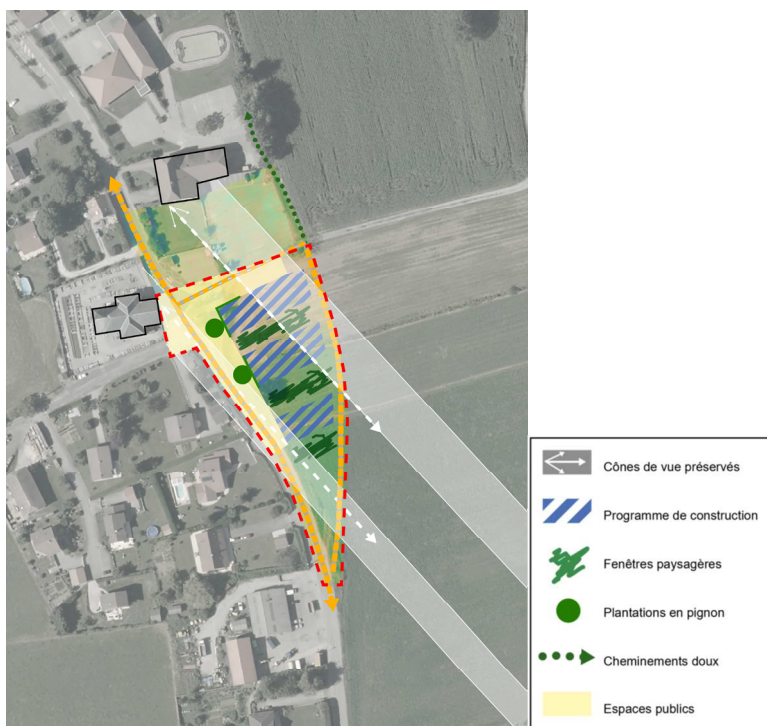 Cônes de vue préservés
Programme de construction
Fenêtres paysagères
Plantations en pignon
Cheminements doux
Espaces publics